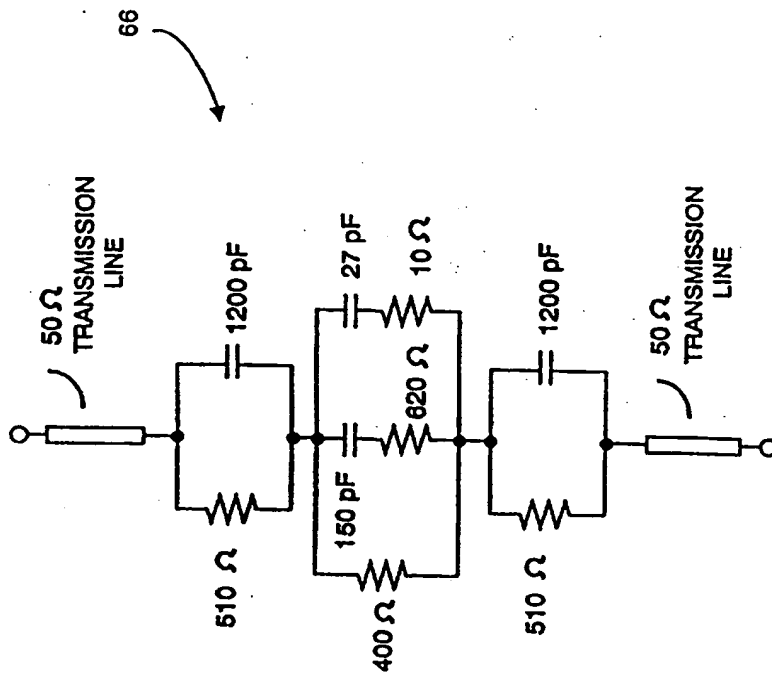 66
50 Ω
TRANSMISSION
LINE
510 Ω
1200 pF
400 Ω
150 pF
620 Ω
27 pF
10 Ω
510 Ω
1200 pF
50 Ω
TRANSMISSION
LINE